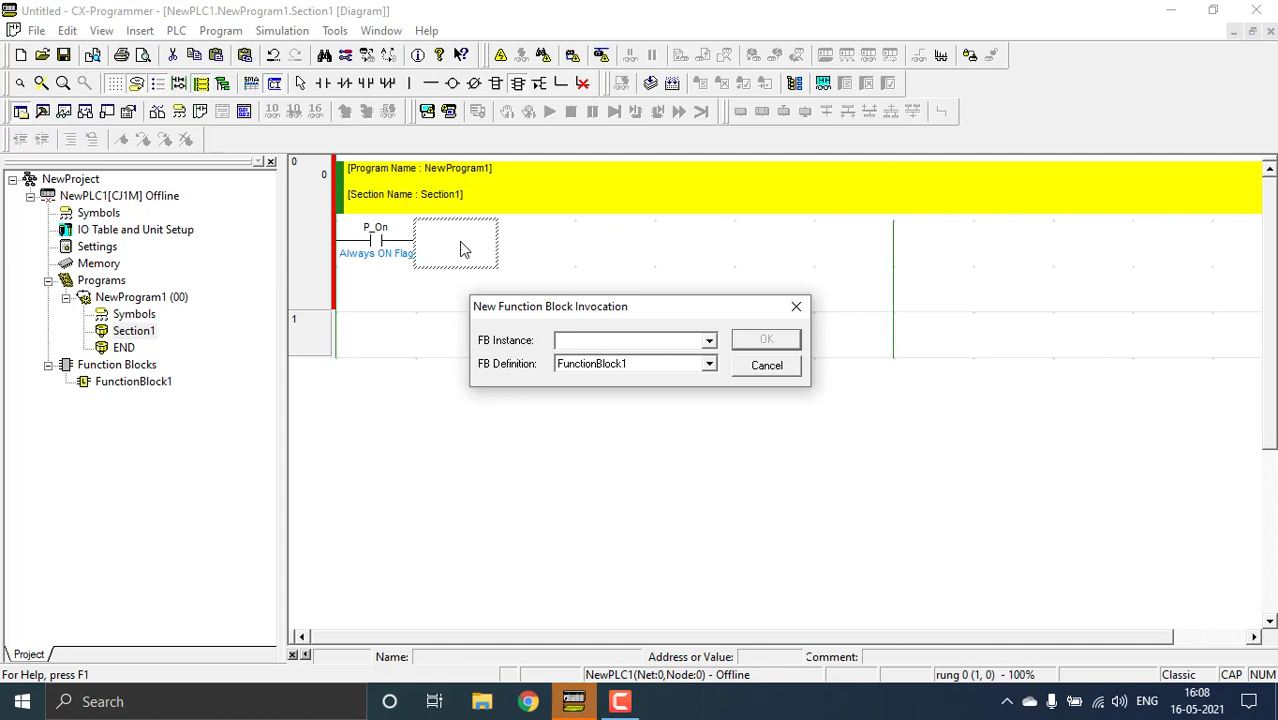 Untitled - CX-Programmer - [NewPLC1.NewProgram1.Section1 [Diagram]]
File Edit View Insert PLC Program Simulation Tools Window Help
10 10 16
NewProject
NewPLC1[CJ1M] Offline
Symbols
IO Table and Unit Setup
Settings
Memory
Programs
NewProgram1 (00)
Symbols
Section1
END
Function Blocks
FunctionBlock1
Project
0
0
[Program Name : NewProgram1]
[Section Name : Section1]
P_On
Always ON Flag
1
New Function Block Invocation
FB Instance:
OK
FB Definition: FunctionBlock1
Cancel
Name: Address or Value: Comment:
For Help, press F1
NewPLC1(Net:0,Node:0) - Offline
rung 0 (1, 0) - 100%
Classic
CAP
NUM
Search
ENG
16:08
16-05-2021